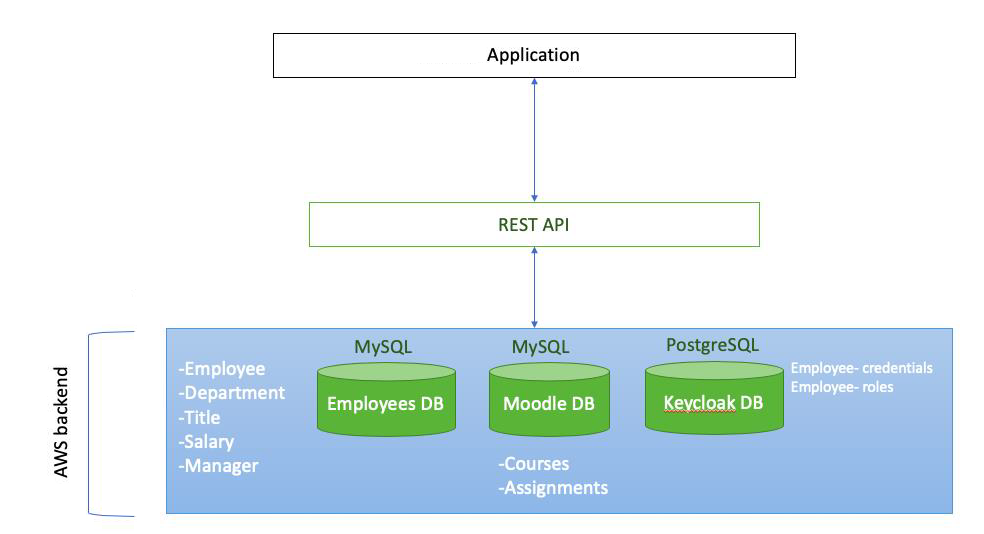 Application
REST API
AWS backend
MySQL
MySQL
PostgreSQL
-Employee
-Department
-Title
-Salary
-Manager
Employees DB
Moodle DB
Keycloak DB
Employee- credentials
Employee- roles
-Courses
-Assignments